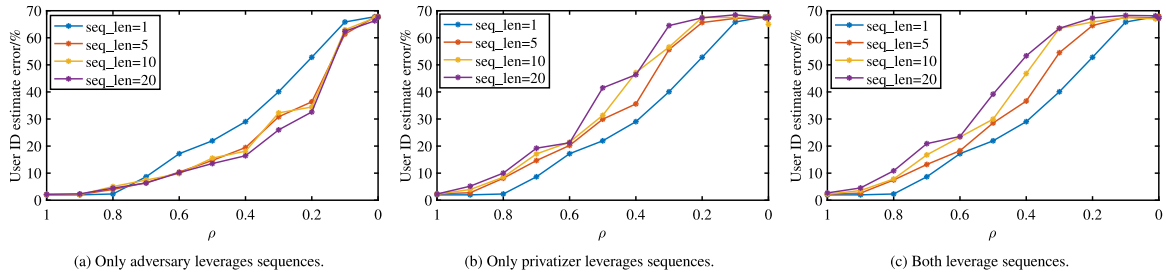 User ID estimate error/%
70
60
50
40
30
20
10
0
seq_len=1
seq_len=5
seq_len=10
seq_len=20
1
0.8
0.6
0.4
0.2
0
ρ
(a) Only adversary leverages sequences.
User ID estimate error/%
70
60
50
40
30
20
10
0
seq_len=1
seq_len=5
seq_len=10
seq_len=20
1
0.8
0.6
0.4
0.2
0
ρ
(b) Only privatizer leverages sequences.
User ID estimate error/%
70
60
50
40
30
20
10
0
seq_len=1
seq_len=5
seq_len=10
seq_len=20
1
0.8
0.6
0.4
0.2
0
ρ
(c) Both leverage sequences.